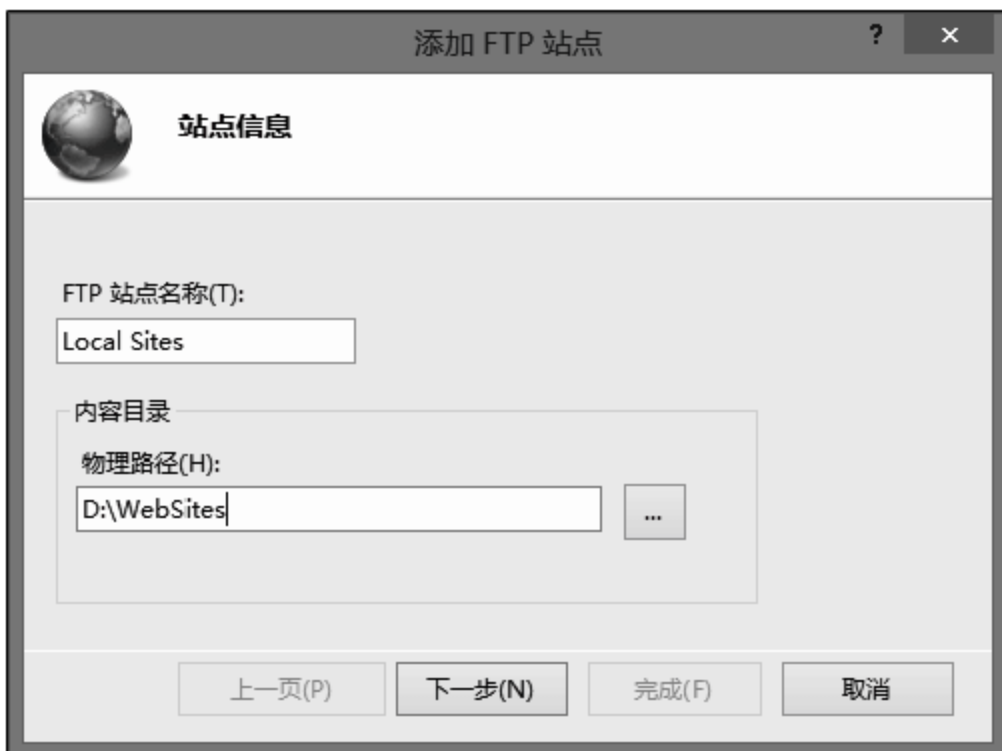 添加 FTP 站点
?
×
站点信息
FTP 站点名称(T):
Local Sites
内容目录
物理路径(H):
D:\WebSites
...
上一页(P)
下一步(N)
完成(F)
取消